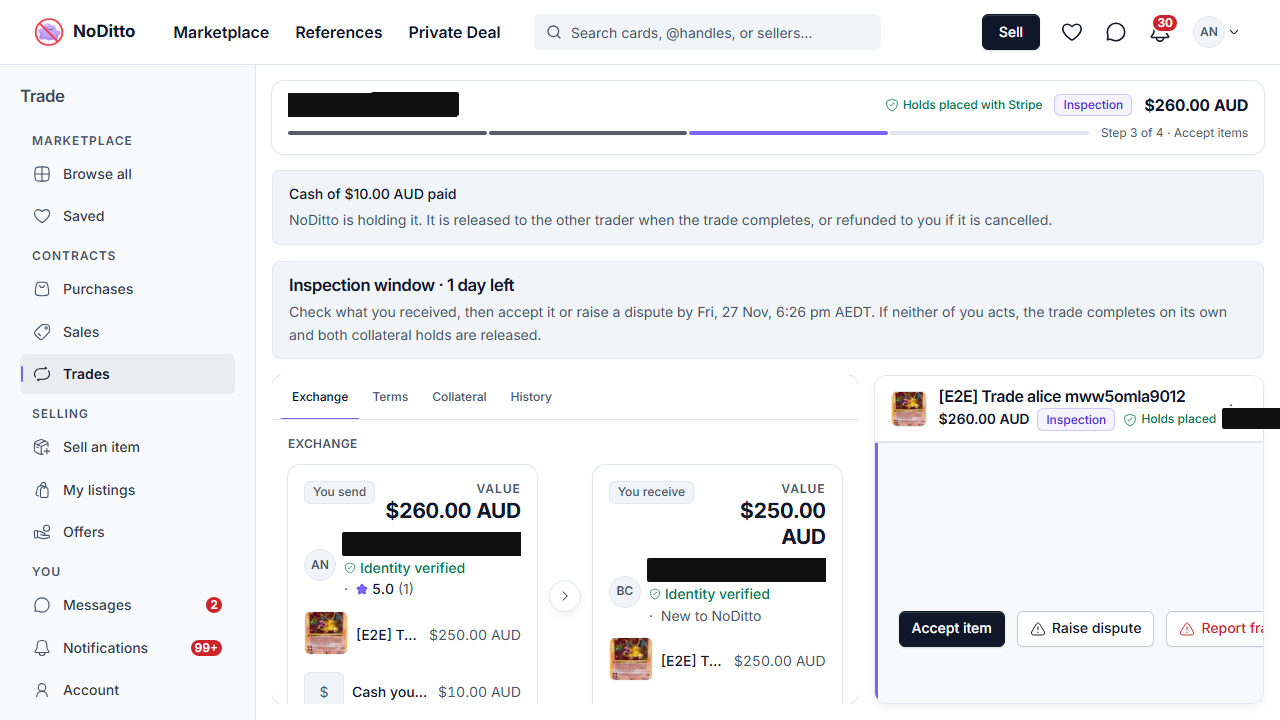 NoDitto
Marketplace
References
Private Deal
Search cards, @handles, or sellers...
Sell
30
AN
Trade
MARKETPLACE
Browse all
Saved
CONTRACTS
Purchases
Sales
Trades
SELLING
Sell an item
My listings
Offers
YOU
Messages
2
Notifications
99+
Account
Holds placed with Stripe
Inspection
$260.00 AUD
Step 3 of 4 · Accept items
Cash of $10.00 AUD paid
NoDitto is holding it. It is released to the other trader when the trade completes, or refunded to you if it is cancelled.
Inspection window · 1 day left
Check what you received, then accept it or raise a dispute by Fri, 27 Nov, 6:26 pm AEDT. If neither of you acts, the trade completes on its own
and both collateral holds are released.
Exchange
Terms
Collateral
History
EXCHANGE
You send
VALUE
$260.00 AUD
AN
Identity verified
· 5.0 (1)
[E2E] T... $250.00 AUD
$ Cash you... $10.00 AUD
You receive
VALUE
$250.00
AUD
BC
Identity verified
· New to NoDitto
[E2E] T... $250.00 AUD
[E2E] Trade alice mww5omla9012
$260.00 AUD Inspection Holds placed
Accept item
Raise dispute
Report fra